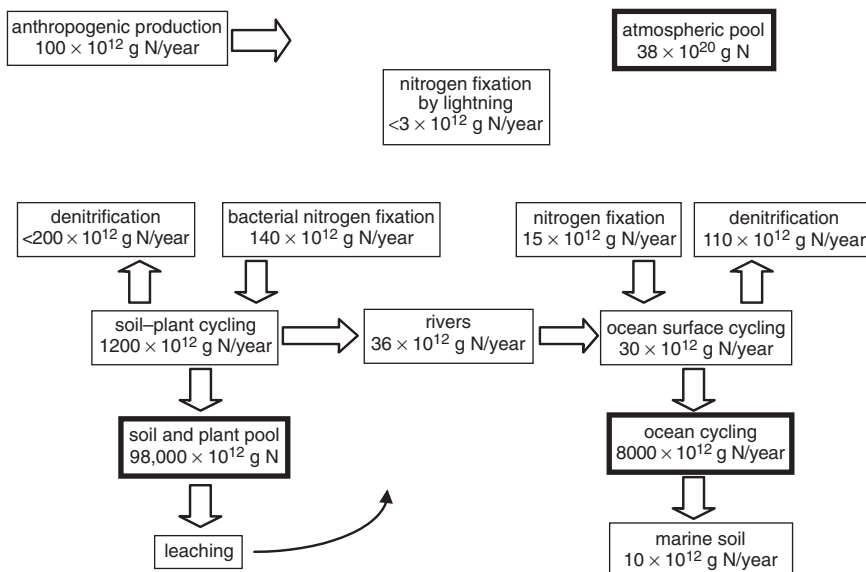 anthropogenic production
100 × 10¹² g N/year
atmospheric pool
38 × 10²⁰ g N
nitrogen fixation
by lightning
<3 × 10¹² g N/year
denitrification
<200 × 10¹² g N/year
bacterial nitrogen fixation
140 × 10¹² g N/year
nitrogen fixation
15 × 10¹² g N/year
denitrification
110 × 10¹² g N/year
soil–plant cycling
1200 × 10¹² g N/year
rivers
36 × 10¹² g N/year
ocean surface cycling
30 × 10¹² g N/year
soil and plant pool
98,000 × 10¹² g N
ocean cycling
8000 × 10¹² g N/year
leaching
marine soil
10 × 10¹² g N/year